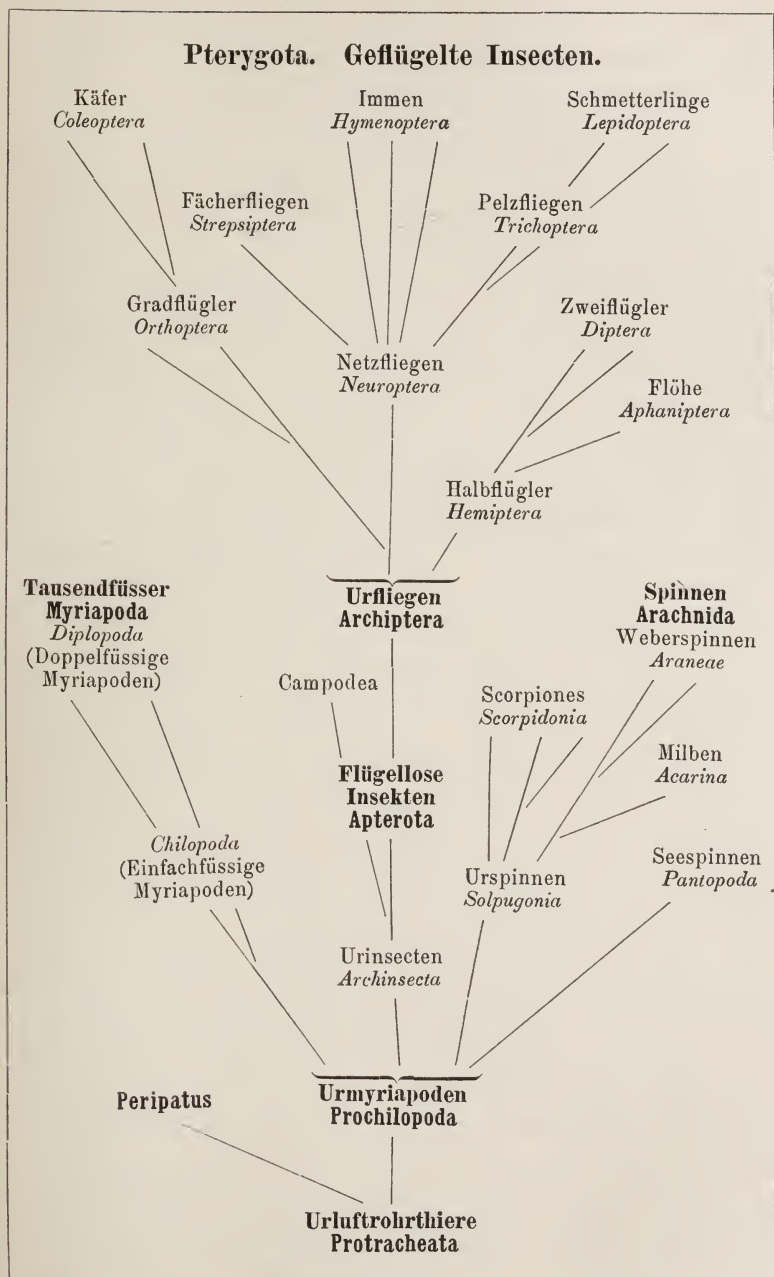 Pterygota. Geflügelte Insecten.
Käfer
Coleoptera
Immen
Hymenoptera
Schmetterlinge
Lepidoptera
Fächerfliegen
Strepsiptera
Pelzfliegen
Trichoptera
Gradflügler
Orthoptera
Zweiflügler
Diptera
Netzfliegen
Neuroptera
Flöhe
Aphaniptera
Halbflügler
Hemiptera
Tausendfüsser
Myriapoda
Diplopoda
(Doppelfüssige
Myriapoden)
Urfliegen
Archiptera
Spinnen
Arachnida
Weberspinnen
Araneae
Campodea
Scorpiones
Scorpidonia
Milben
Acarina
Flügellose
Insekten
Apterota
Chilopoda
(Einfachfüssige
Myriapoden)
Urspinnen
Solpugonia
Seespinnen
Pantopoda
Urinsecten
Archinsecta
Peripatus
Urmyriapoden
Prochilopoda
Urluftrohrthiere
Protracheata